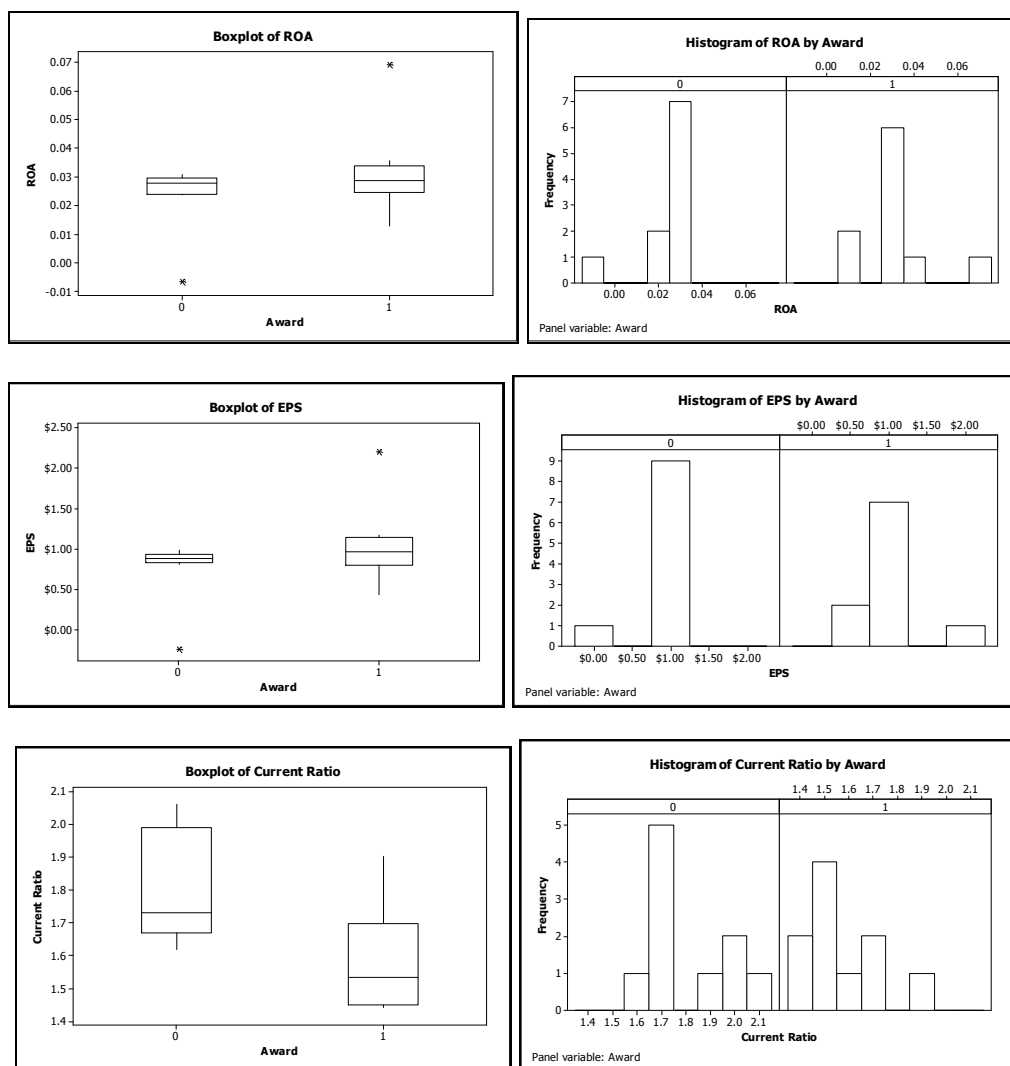 Boxplot of ROA
0.07
0.06
0.05
0.04
0.03
0.02
0.01
0.00
-0.01
ROA
0 1
Award
Histogram of ROA by Award
0.00 0.02 0.04 0.06
0 1
7
6
5
4
3
2
1
0
Frequency
0.00 0.02 0.04 0.06
ROA
Panel variable: Award
Boxplot of EPS
$2.50
$2.00
$1.50
$1.00
$0.50
$0.00
EPS
0 1
Award
Histogram of EPS by Award
$0.00 $0.50 $1.00 $1.50 $2.00
0 1
9
8
7
6
5
4
3
2
1
0
Frequency
$0.00 $0.50 $1.00 $1.50 $2.00
EPS
Panel variable: Award
Boxplot of Current Ratio
2.1
2.0
1.9
1.8
1.7
1.6
1.5
1.4
Current Ratio
0 1
Award
Histogram of Current Ratio by Award
1.4 1.5 1.6 1.7 1.8 1.9 2.0 2.1
0 1
5
4
3
2
1
0
Frequency
1.4 1.5 1.6 1.7 1.8 1.9 2.0 2.1
Current Ratio
Panel variable: Award